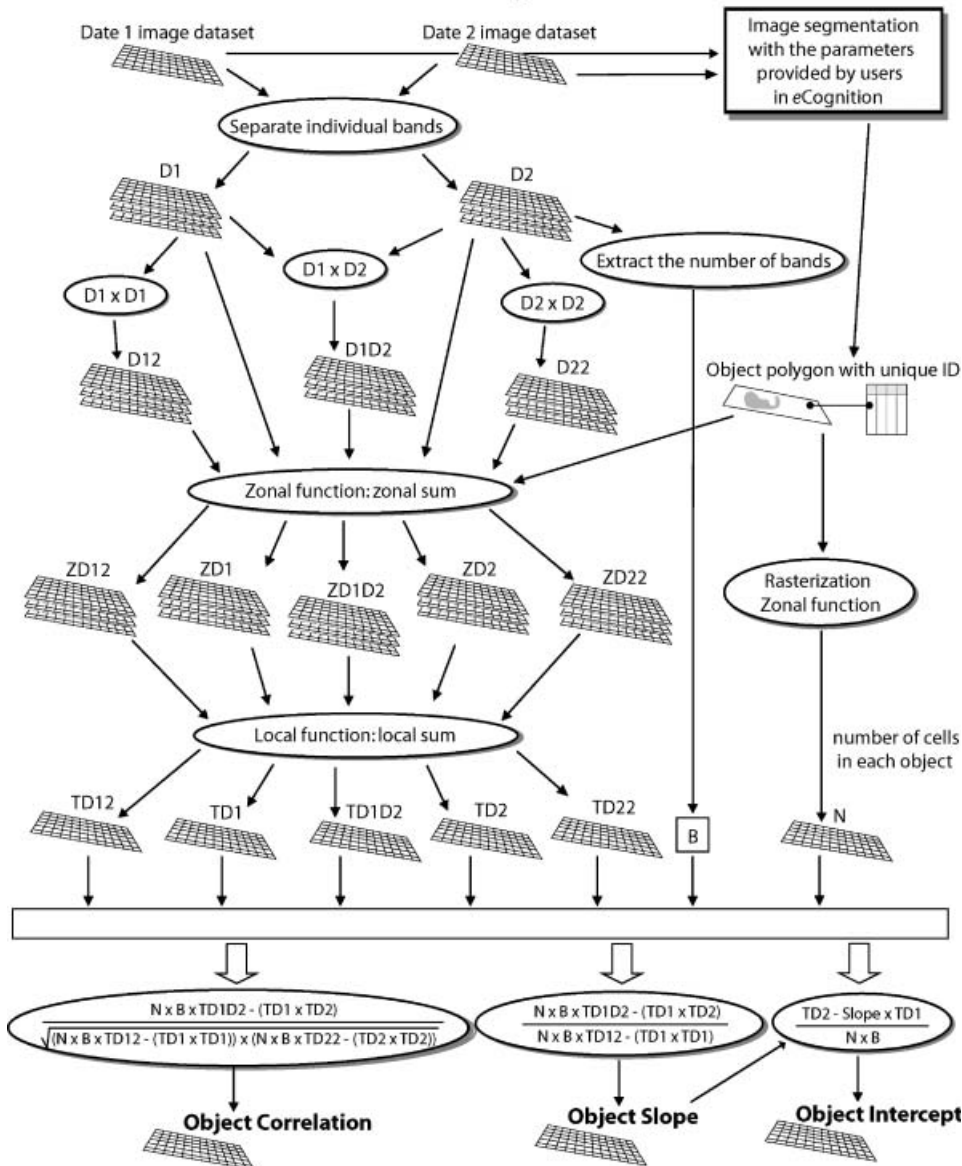 Date 1 image dataset
Date 2 image dataset
Image segmentation
with the parameters
provided by users
in eCognition
Separate individual bands
D1
D2
D1 x D1
D1 x D2
D2 x D2
Extract the number of bands
D12
D1D2
D22
Object polygon with unique ID
Zonal function: zonal sum
ZD12
ZD1
ZD1D2
ZD2
ZD22
Rasterization
Zonal function
Local function: local sum
number of cells
in each object
TD12
TD1
TD1D2
TD2
TD22
B
N
N x B x TD1D2 - (TD1 x TD2)
√((N x B x TD12 - (TD1 x TD1)) x (N x B x TD22 - (TD2 x TD2)))
N x B x TD1D2 - (TD1 x TD2)
N x B x TD12 - (TD1 x TD1)
TD2 - Slope x TD1
N x B
Object Correlation
Object Slope
Object Intercept